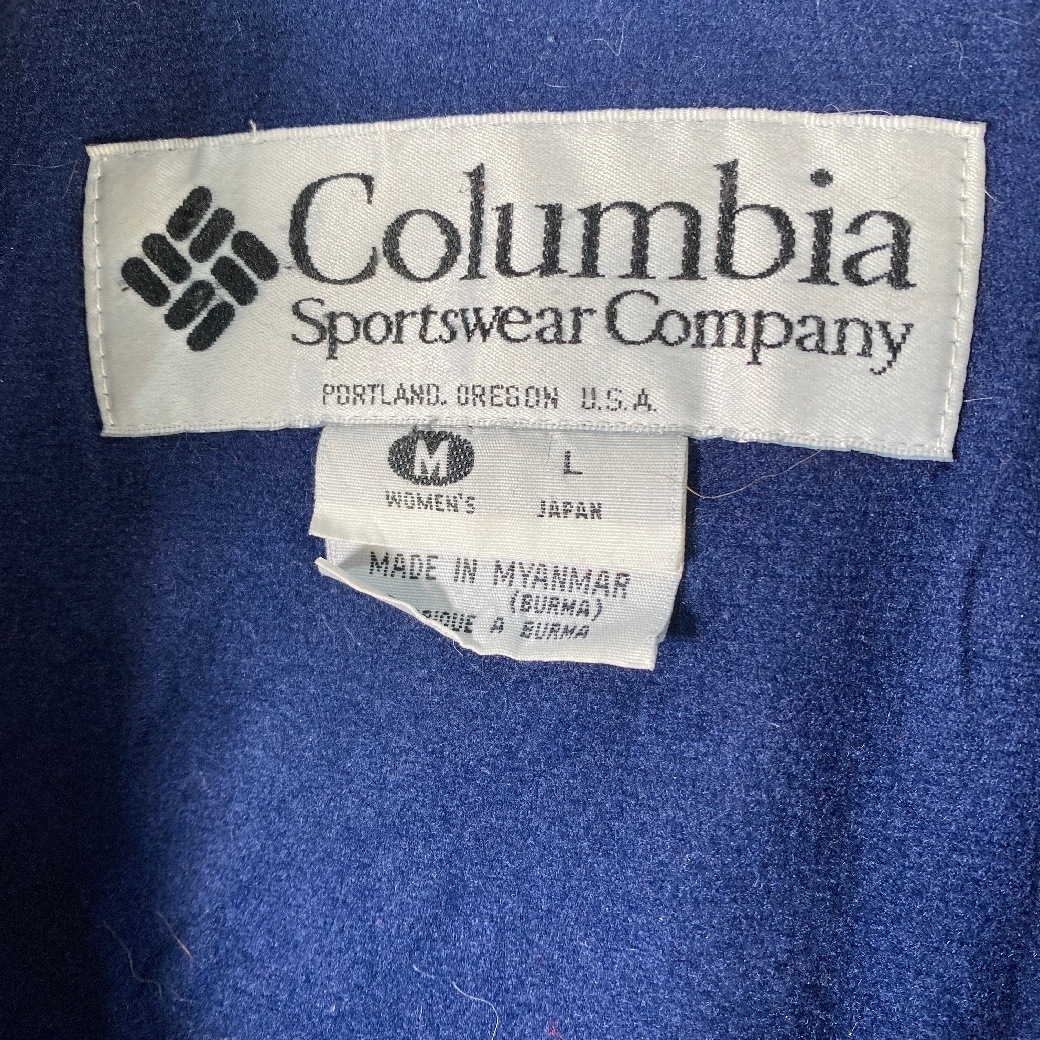 Columbia
Sportswear Company
PORTLAND, OREGON U.S.A.
M L
WOMEN'S JAPAN
MADE IN MYANMAR
(BURMA)
A BURMA